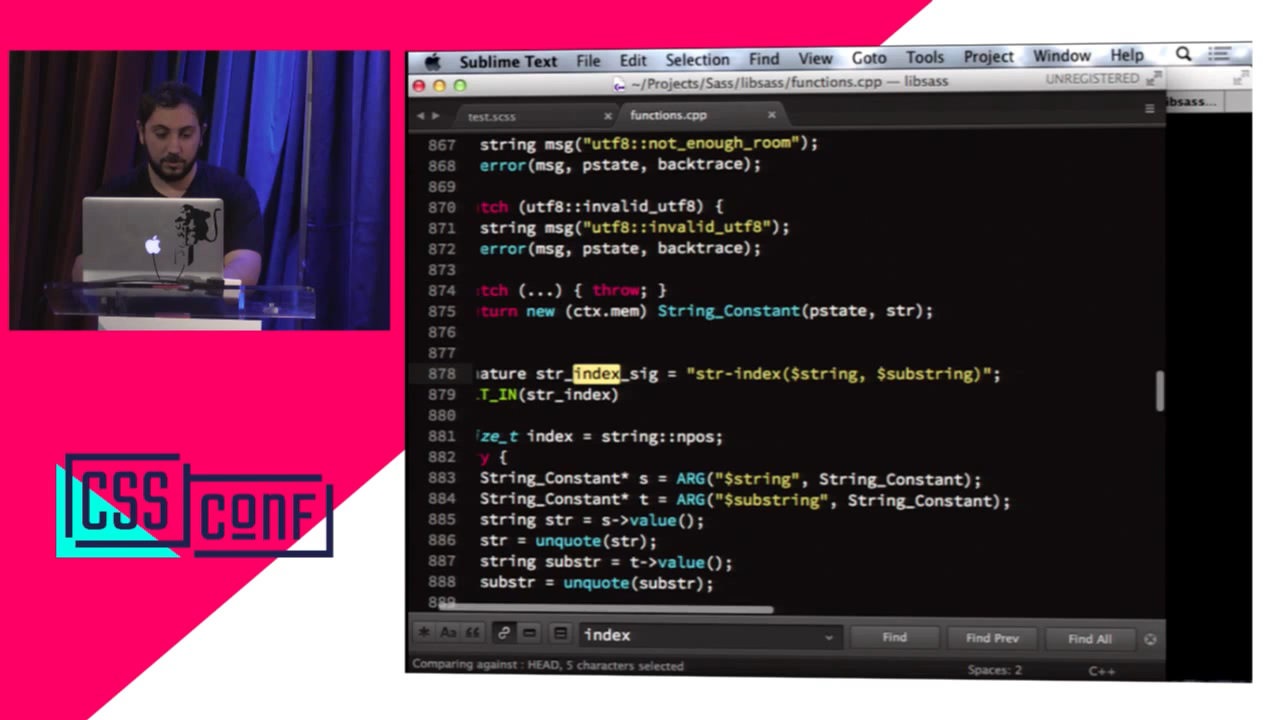 Sublime Text File Edit Selection Find View Goto Tools Project Window Help
~/Projects/Sass/libsass/functions.cpp — libsass
UNREGISTERED
ibsass...
test.scss
functions.cpp
867 string msg("utf8::not_enough_room");
868 error(msg, pstate, backtrace);
869
870 tch (utf8::invalid_utf8) {
871 string msg("utf8::invalid_utf8");
872 error(msg, pstate, backtrace);
873
874 tch (...) { throw; }
875 turn new (ctx.mem) String_Constant(pstate, str);
876
877
878 ature str_index_sig = "str-index($string, $substring)";
879 T_IN(str_index)
880
881 ize_t index = string::npos;
882 y {
883 String_Constant* s = ARG("$string", String_Constant);
884 String_Constant* t = ARG("$substring", String_Constant);
885 string str = s->value();
886 str = unquote(str);
887 string substr = t->value();
888 substr = unquote(substr);
889
index
Find
Find Prev
Find All
Comparing against : HEAD, 5 characters selected
Spaces: 2
C++
CSS
CONF